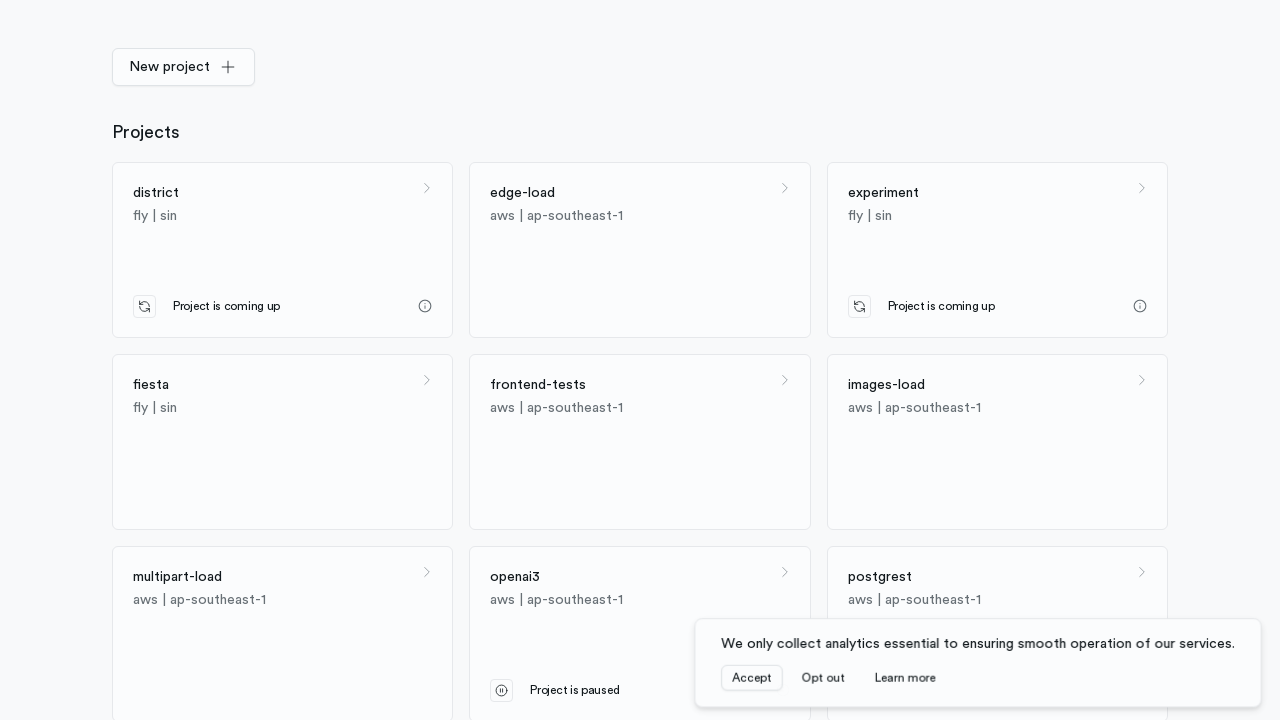 New project
Projects
district
fly | sin
Project is coming up
edge-load
aws | ap-southeast-1
experiment
fly | sin
Project is coming up
fiesta
fly | sin
frontend-tests
aws | ap-southeast-1
images-load
aws | ap-southeast-1
multipart-load
aws | ap-southeast-1
openai3
aws | ap-southeast-1
Project is paused
postgrest
aws | ap-southeast-1
We only collect analytics essential to ensuring smooth operation of our services.
Accept Opt out Learn more